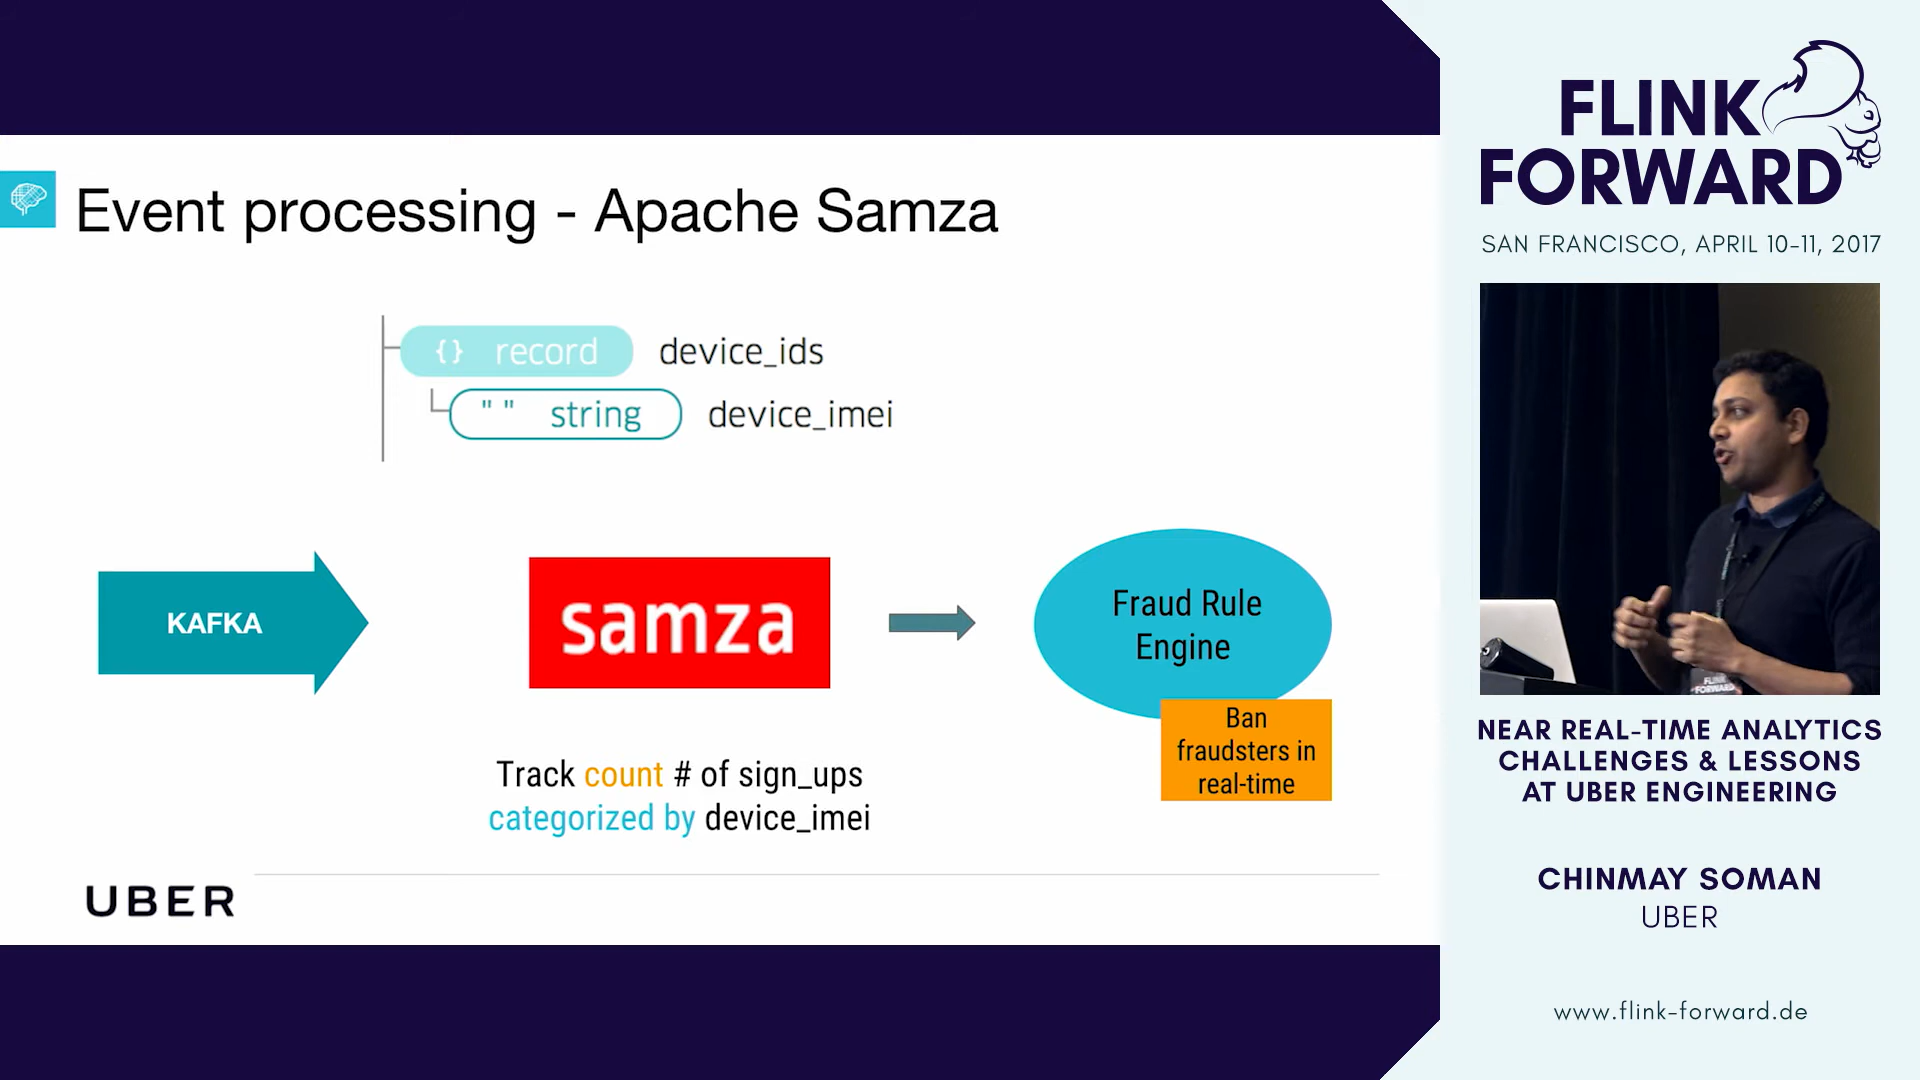 Event processing - Apache Samza
{} record device_ids
" " string device_imei
KAFKA
samza
Fraud Rule
Engine
Ban
fraudsters in
real-time
Track count # of sign_ups
categorized by device_imei
UBER
FLINK
FORWARD
SAN FRANCISCO, APRIL 10-11, 2017
FLINK
FORWARD
NEAR REAL-TIME ANALYTICS
CHALLENGES & LESSONS
AT UBER ENGINEERING
CHINMAY SOMAN
UBER
www.flink-forward.de